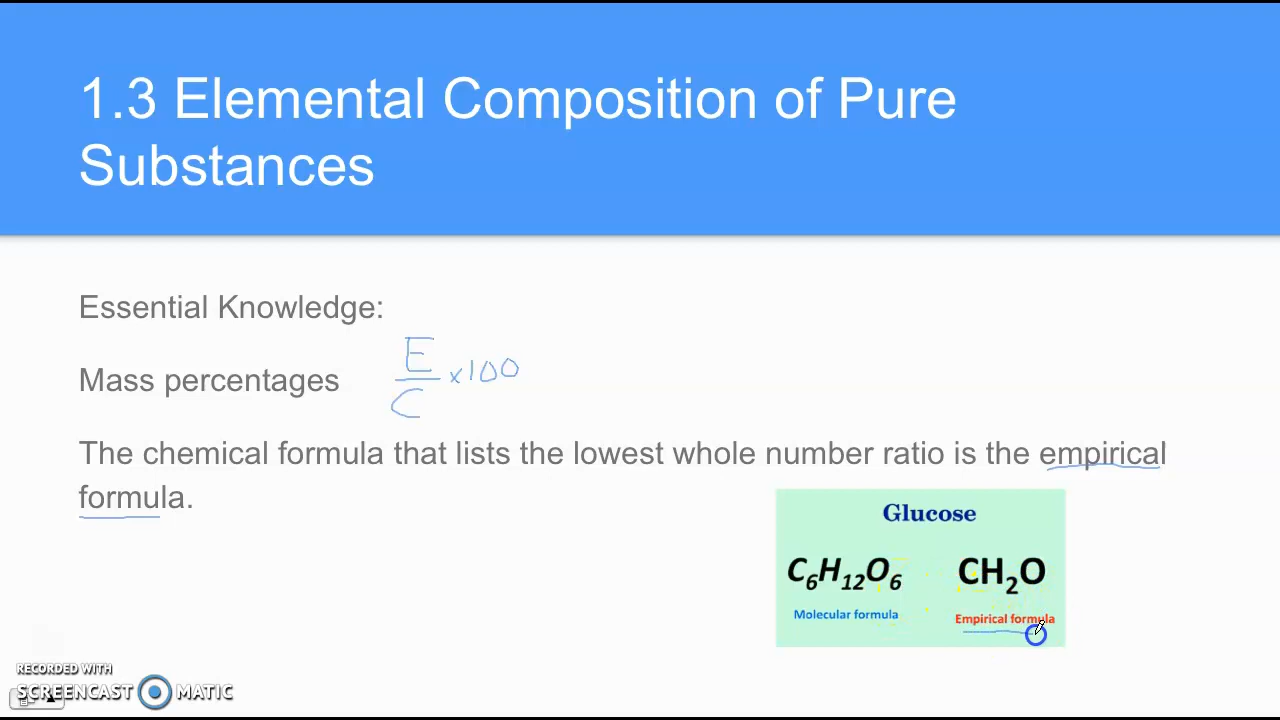 1.3 Elemental Composition of Pure
Substances
Essential Knowledge:
Mass percentages
E
C
×100
The chemical formula that lists the lowest whole number ratio is the empirical
formula.
Glucose
C₆H₁₂O₆ CH₂O
Molecular formula Empirical formula
RECORDED WITH
SCREENCAST MATIC